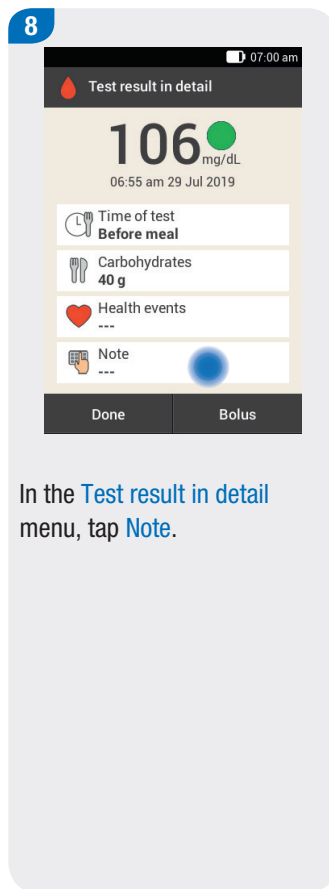 8
07:00 am
Test result in detail
106
mg/dL
06:55 am 29 Jul 2019
Time of test
Before meal
Carbohydrates
40 g
Health events
---
Note
---
Done Bolus
In the Test result in detail
menu, tap Note.